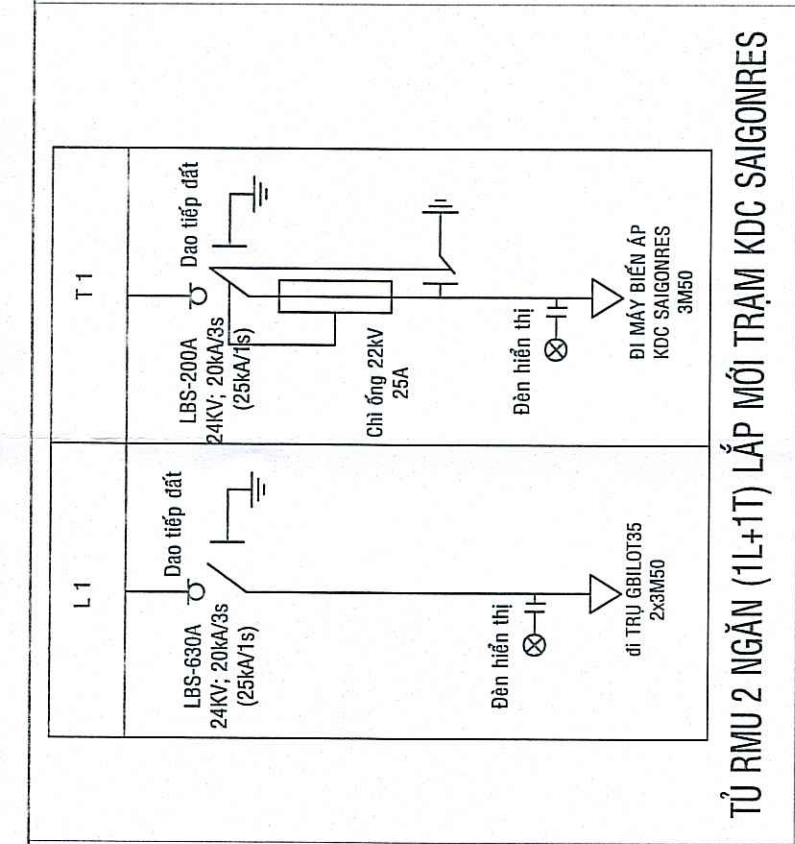 L 1
LBS-630A
24KV; 20kA/3s
(25kA/1s)
Dao tiếp đất
Đèn hiển thị
đi TRỤ GBILOT35
2x3M50
T 1
LBS-200A
24KV; 20kA/3s
(25kA/1s)
Dao tiếp đất
Chì ống 22kV
25A
Đèn hiển thị
ĐI MÁY BIẾN ÁP
KDC SAIGONRES
3M50
TỦ RMU 2 NGĂN (1L+1T) LẮP MỚI TRẠM KDC SAIGONRES